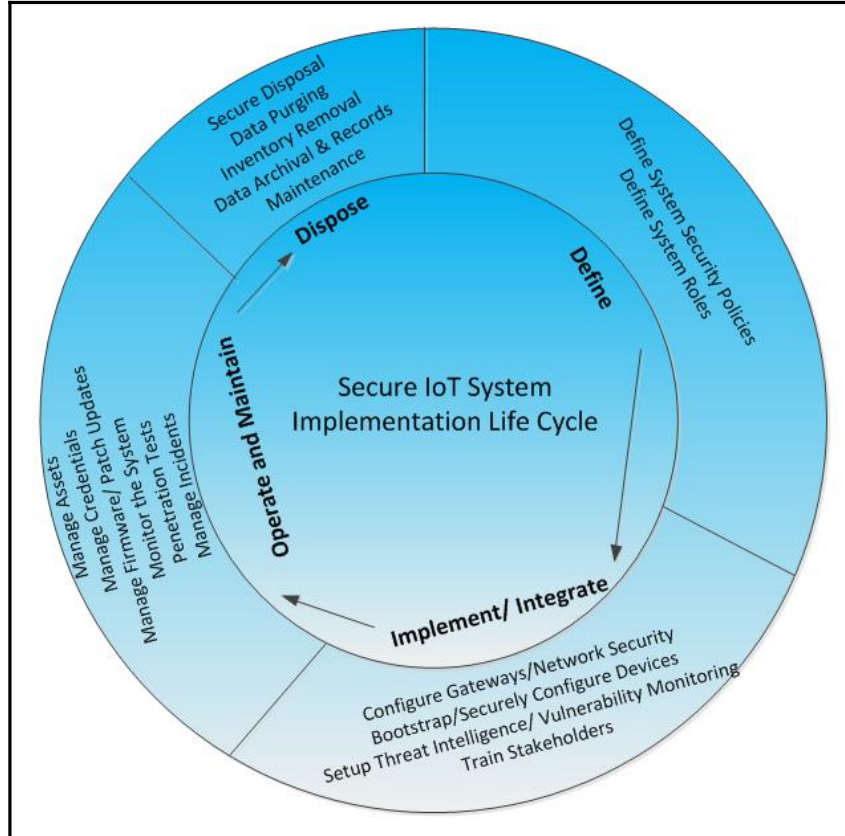 Secure Disposal
Data Purging
Inventory Removal
Data Archival & Records
Maintenance
Dispose
Define System Security Policies
Define System Roles
Define
Secure IoT System
Implementation Life Cycle
Operate and Maintain
Manage Assets
Manage Credentials
Manage Firmware/ Patch Updates
Monitor the System
Monitor Tests
Penetration Tests
Manage Incidents
Implement/ Integrate
Configure Gateways/Network Security
Bootstrap/Securely Configure Devices
Setup Threat Intelligence/ Vulnerability Monitoring
Train Stakeholders